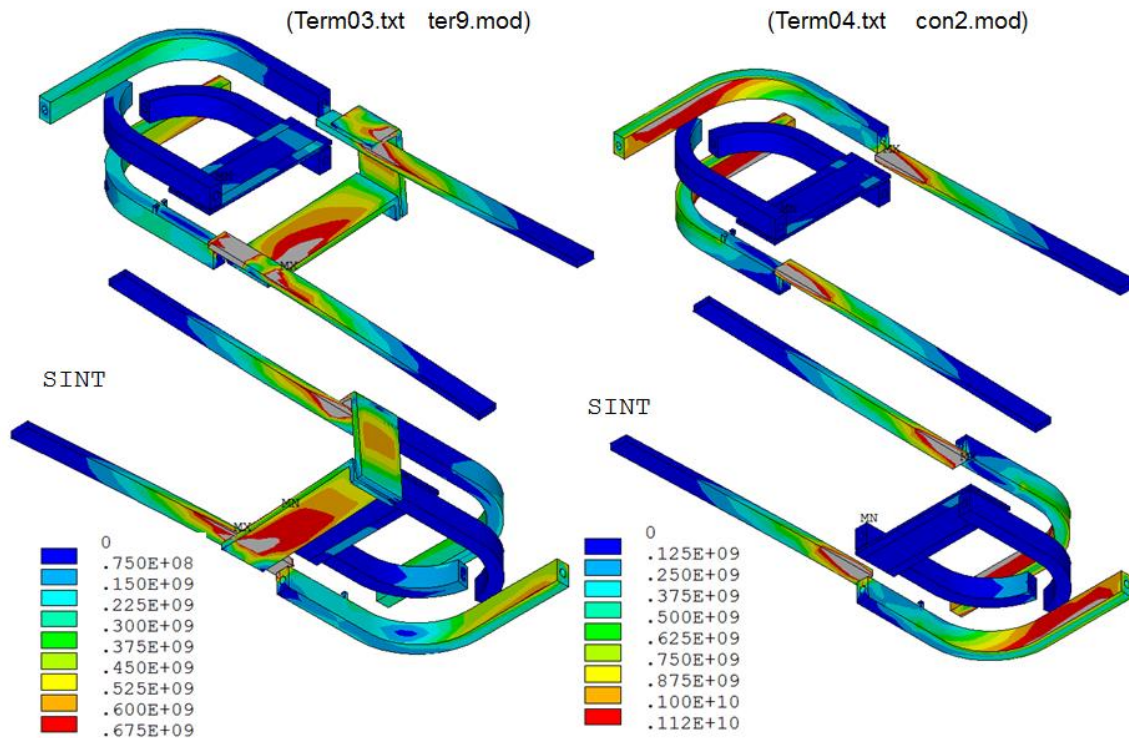 (Term03.txt ter9.mod)
(Term04.txt con2.mod)
MX
MX
SINT
SINT
MN
MX
MN
0
.750E+08
.150E+09
.225E+09
.300E+09
.375E+09
.450E+09
.525E+09
.600E+09
.675E+09
0
.125E+09
.250E+09
.375E+09
.500E+09
.625E+09
.750E+09
.875E+09
.100E+10
.112E+10